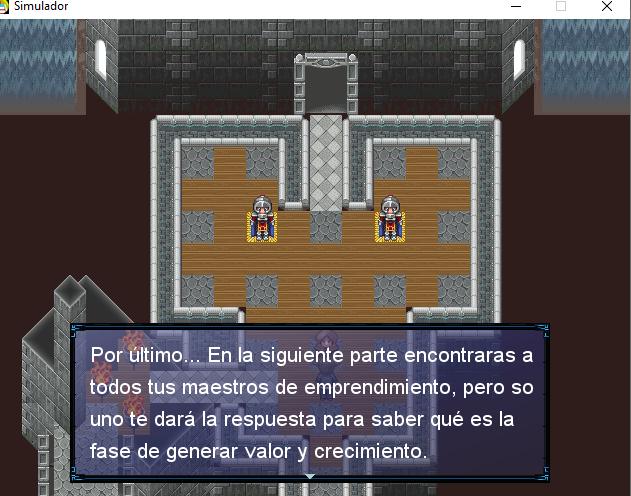 Simulador
Por último... En la siguiente parte encontraras a
todos tus maestros de emprendimiento, pero so
uno te dará la respuesta para saber qué es la
fase de generar valor y crecimiento.